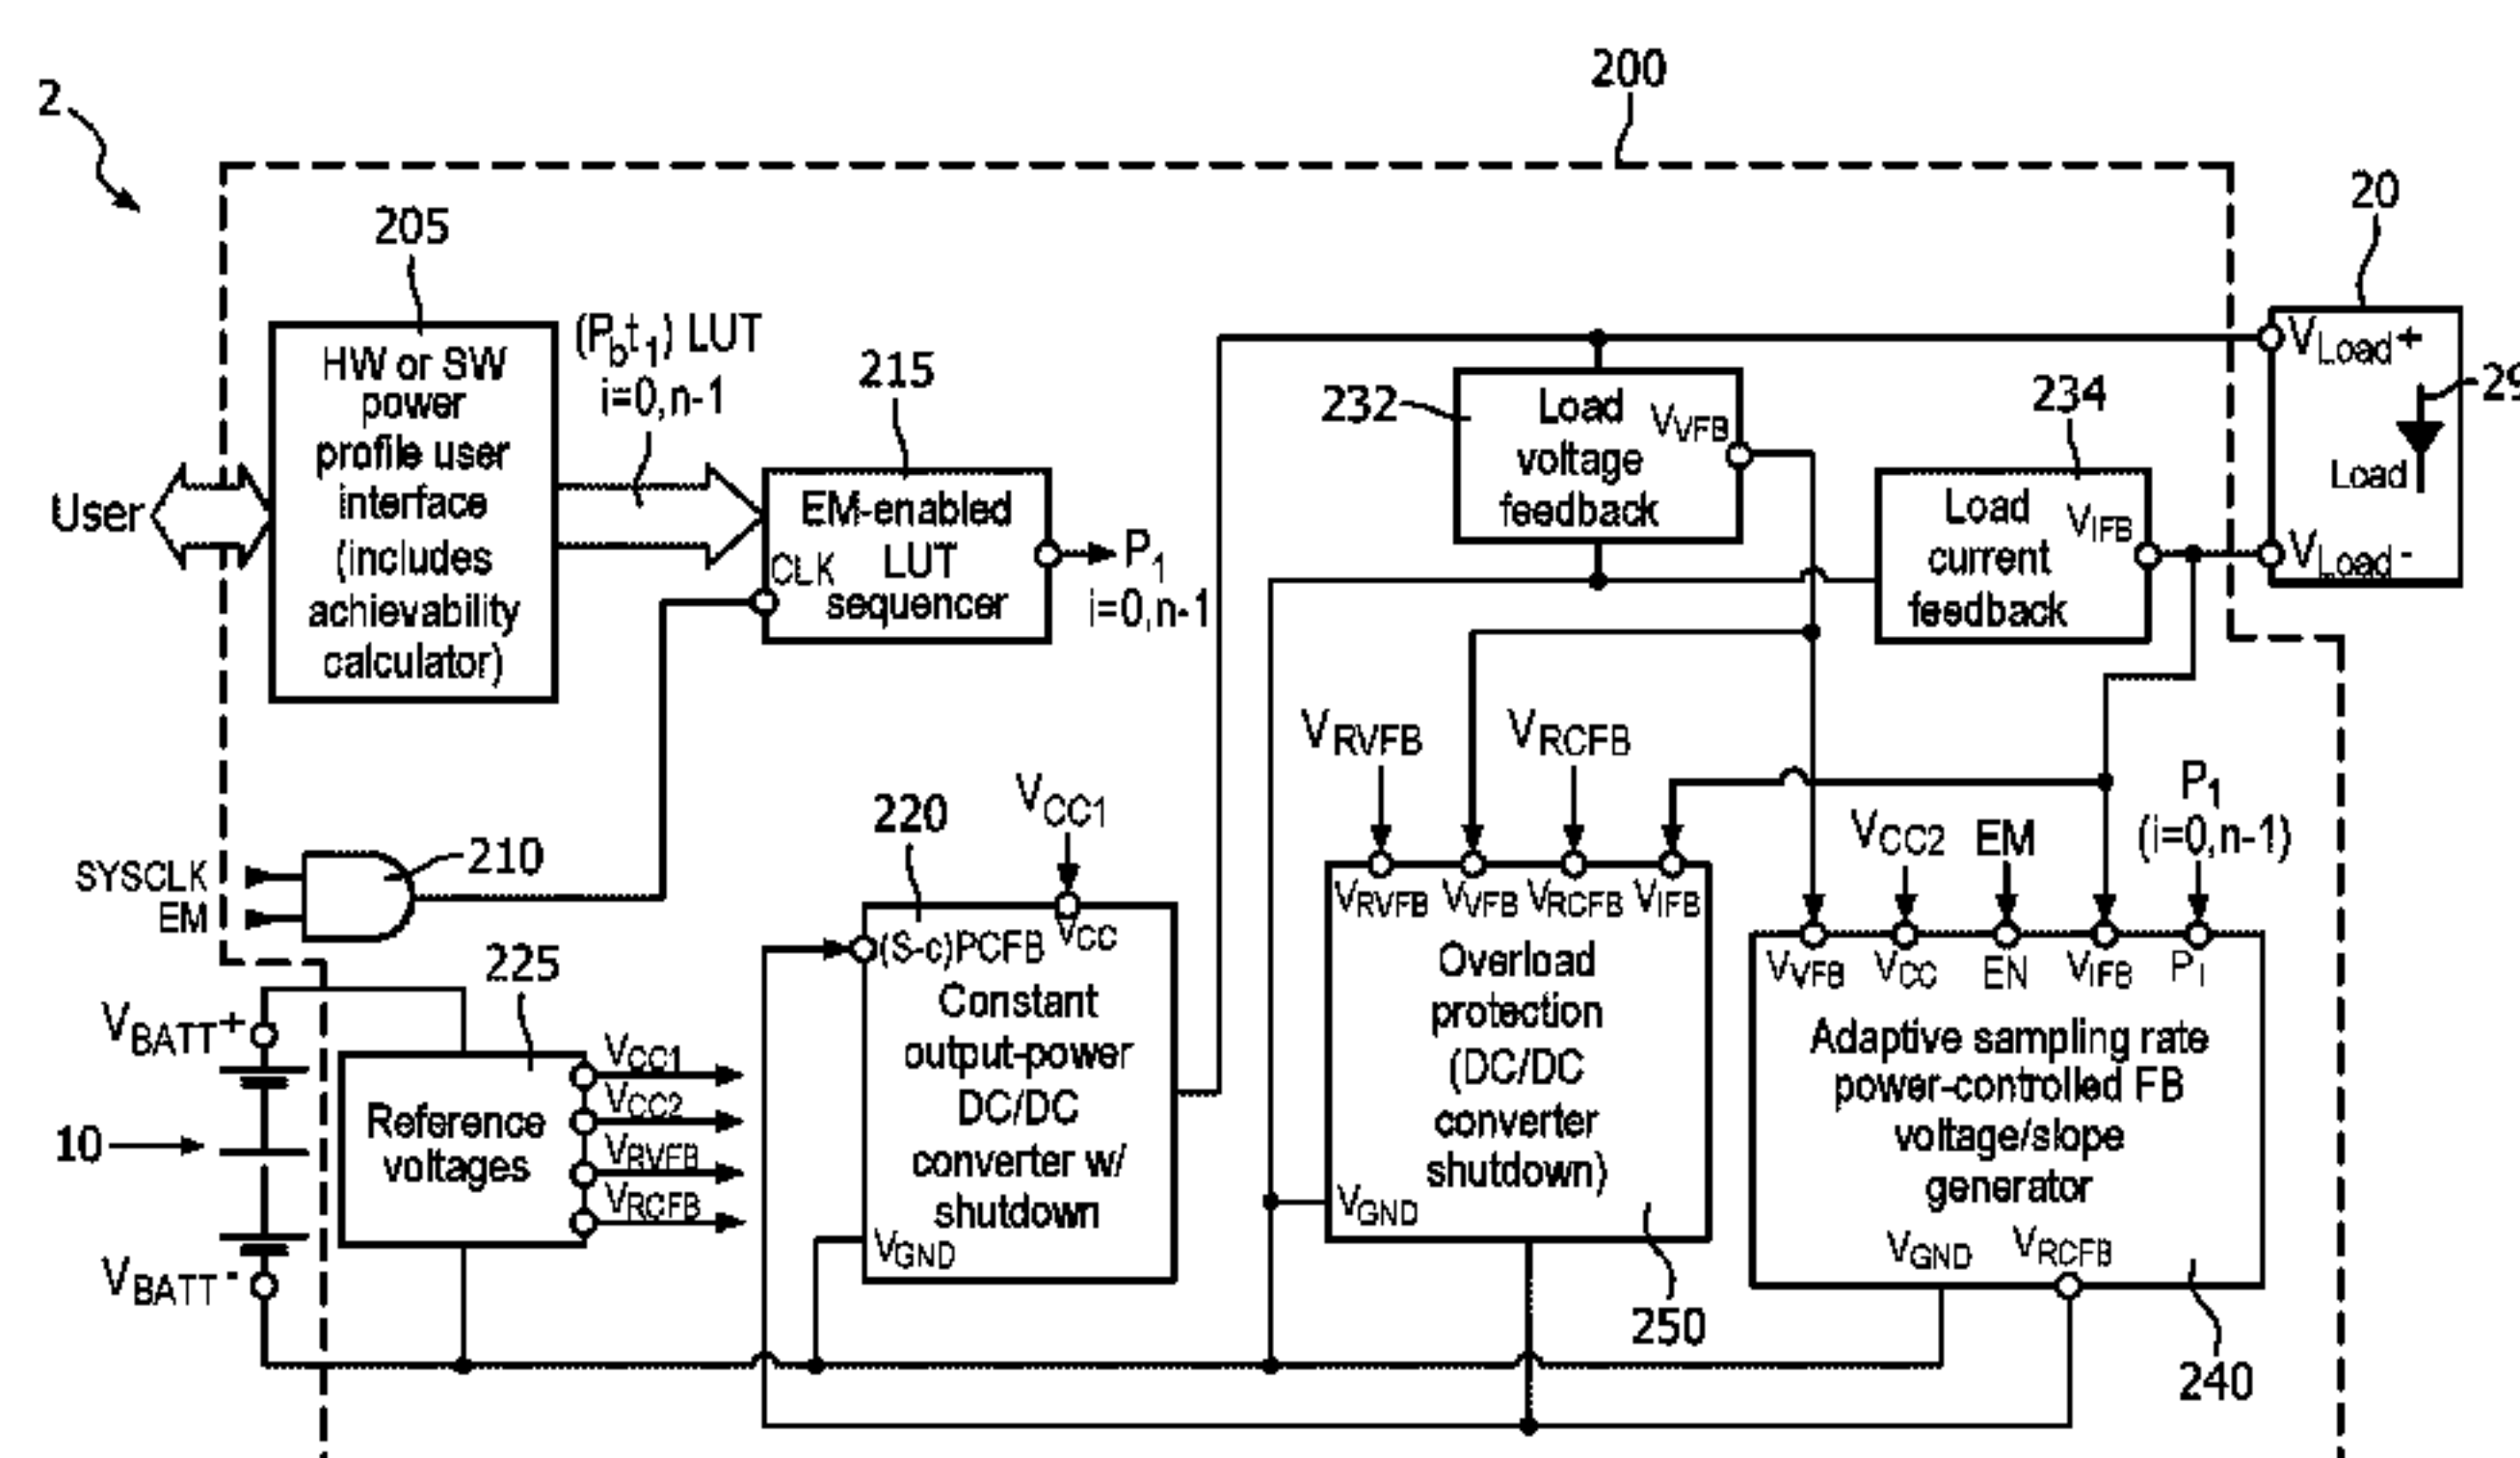 2
200
20
205
HW or SW
power
profile user
interface
(includes
achievability
calculator)
User
(Pbt1) LUT
i=0,n-1
215
EM-enabled
LUT
sequencer
CLK
P1
i=0,n-1
232
Load
voltage
feedback
VVFB
234
Load
current
feedback
VIFB
VLoad+
29
Load
VLoad-
SYSCLK
EM
210
220
VCC1
VCC
(S-c)PCFB
Constant
output-power
DC/DC
converter w/
shutdown
VGND
225
Reference
voltages
VCC1
VCC2
VRVFB
VRCFB
VBATT+
10
VBATT-
VRVFB
VRCFB
VRVFB VVFB VRCFB VIFB
Overload
protection
(DC/DC
converter
shutdown)
VGND
250
VCC2
EM
P1
(i=0,n-1)
VVFB VCC EN VIFB P1
Adaptive sampling rate
power-controlled FB
voltage/slope
generator
VGND
VRCFB
240